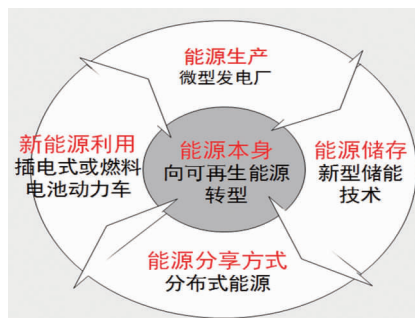 能源生产
微型发电厂
新能源利用
插电式或燃料
电池动力车
能源本身
向可再生能源
转型
能源储存
新型储能
技术
能源分享方式
分布式能源